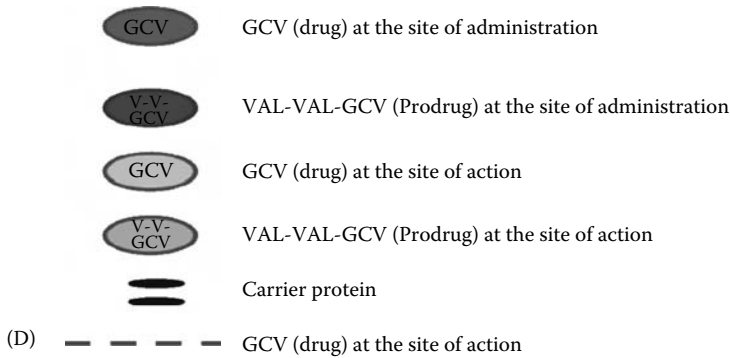 GCV GCV (drug) at the site of administration
V-V-
GCV VAL-VAL-GCV (Prodrug) at the site of administration
GCV GCV (drug) at the site of action
V-V-
GCV VAL-VAL-GCV (Prodrug) at the site of action
Carrier protein
(D) GCV (drug) at the site of action